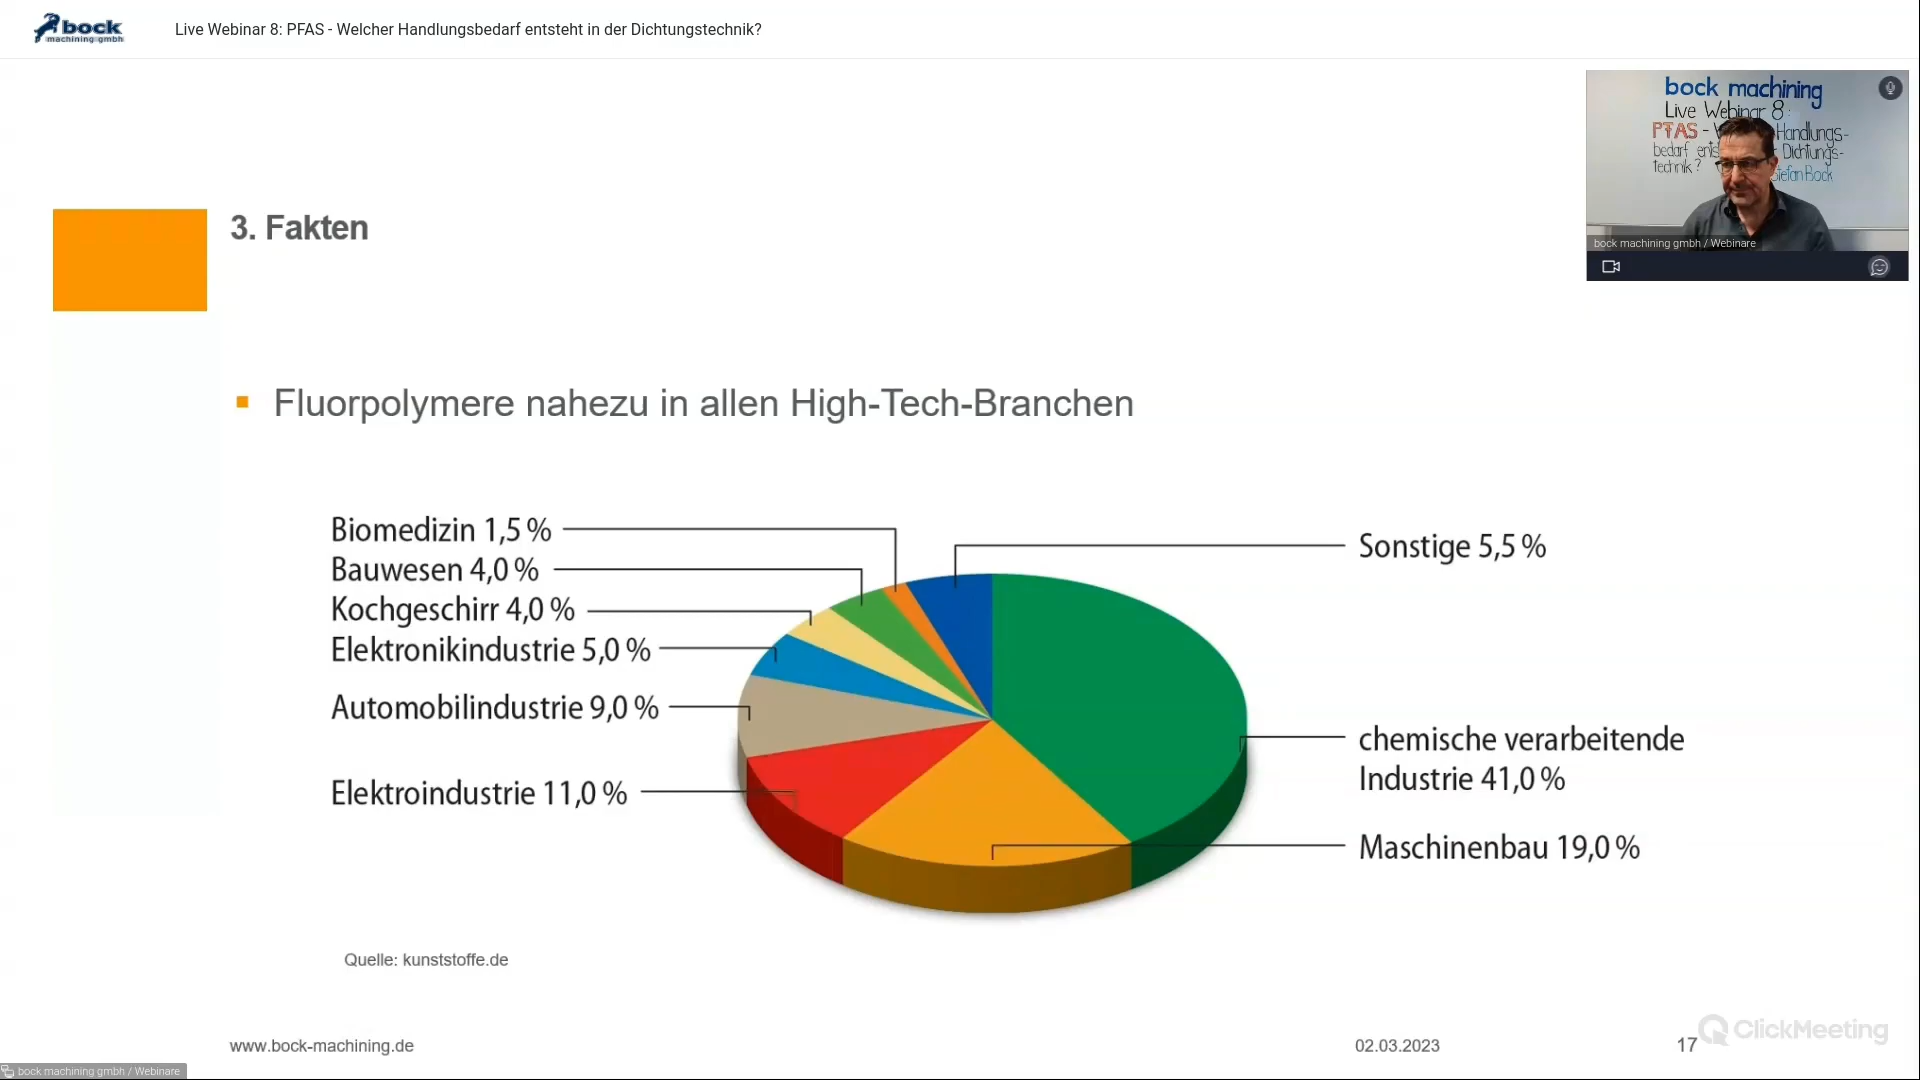 bock
machining gmbh
Live Webinar 8: PFAS - Welcher Handlungsbedarf entsteht in der Dichtungstechnik?
bock machining
Live Webinar 8:
PFAS - Handlungs-
bedarf Dichtungs-
technik? Stefan Bock
bock machining gmbh / Webinare
3. Fakten
Fluorpolymere nahezu in allen High-Tech-Branchen
Biomedizin 1,5 %
Bauwesen 4,0 %
Kochgeschirr 4,0 %
Elektronikindustrie 5,0 %
Automobilindustrie 9,0 %
Elektroindustrie 11,0 %
Sonstige 5,5 %
chemische verarbeitende
Industrie 41,0 %
Maschinenbau 19,0 %
Quelle: kunststoffe.de
www.bock-machining.de
02.03.2023
17
ClickMeeting
bock machining gmbh / Webinare